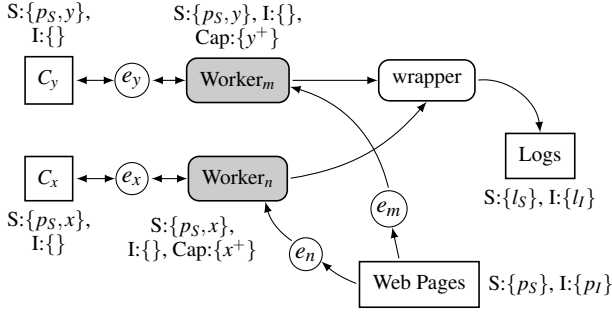 S:{p_S, y},
I:{}
S:{p_S, y}, I:{},
Cap:{y⁺}
C_y
e_y
Worker_m
wrapper
Logs
S:{l_S}, I:{l_I}
C_x
e_x
Worker_n
S:{p_S, x},
I:{}
S:{p_S, x},
I:{}, Cap:{x⁺}
e_m
e_n
Web Pages
S:{p_S}, I:{p_I}